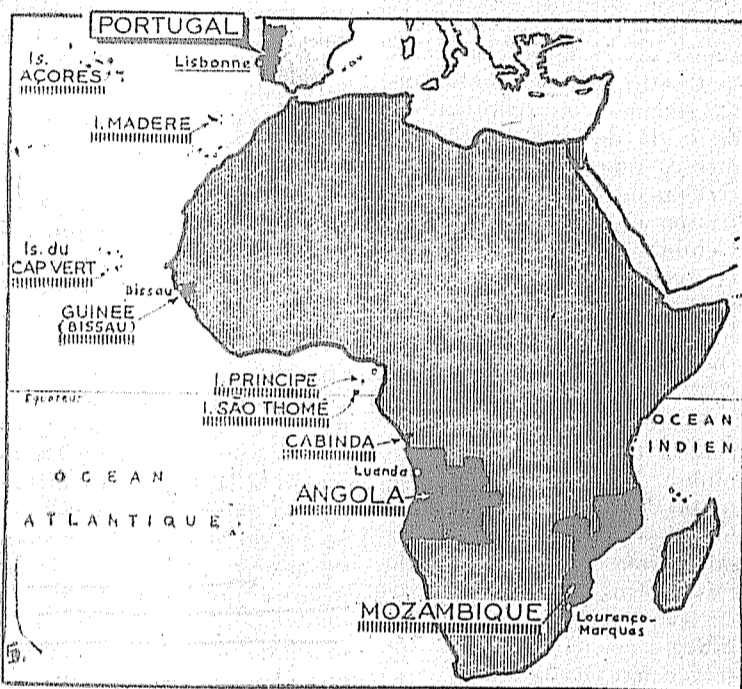 PORTUGAL
Lisbonne
Is.
AÇORES
I. MADERE
Is. du
CAP VERT
Bissau
GUINEE
(BISSAU)
I. PRINCIPE
I. SÃO THOMÉ
Equateur
CABINDA
OCEAN
INDIEN
Luanda
OCEAN
ATLANTIQUE
ANGOLA
MOZAMBIQUE
Lourenço-
Marques